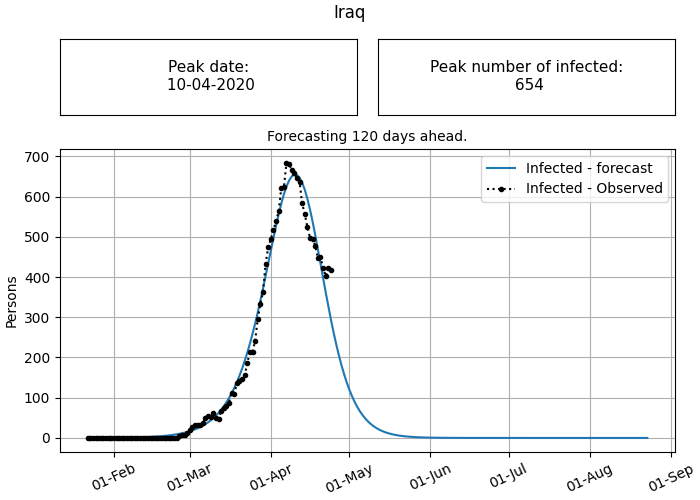 Iraq
Peak date:
10-04-2020
Peak number of infected:
654
Forecasting 120 days ahead.
Infected - forecast
Infected - Observed
Persons
700
600
500
400
300
200
100
0
01-Feb
01-Mar
01-Apr
01-May
01-Jun
01-Jul
01-Aug
01-Sep